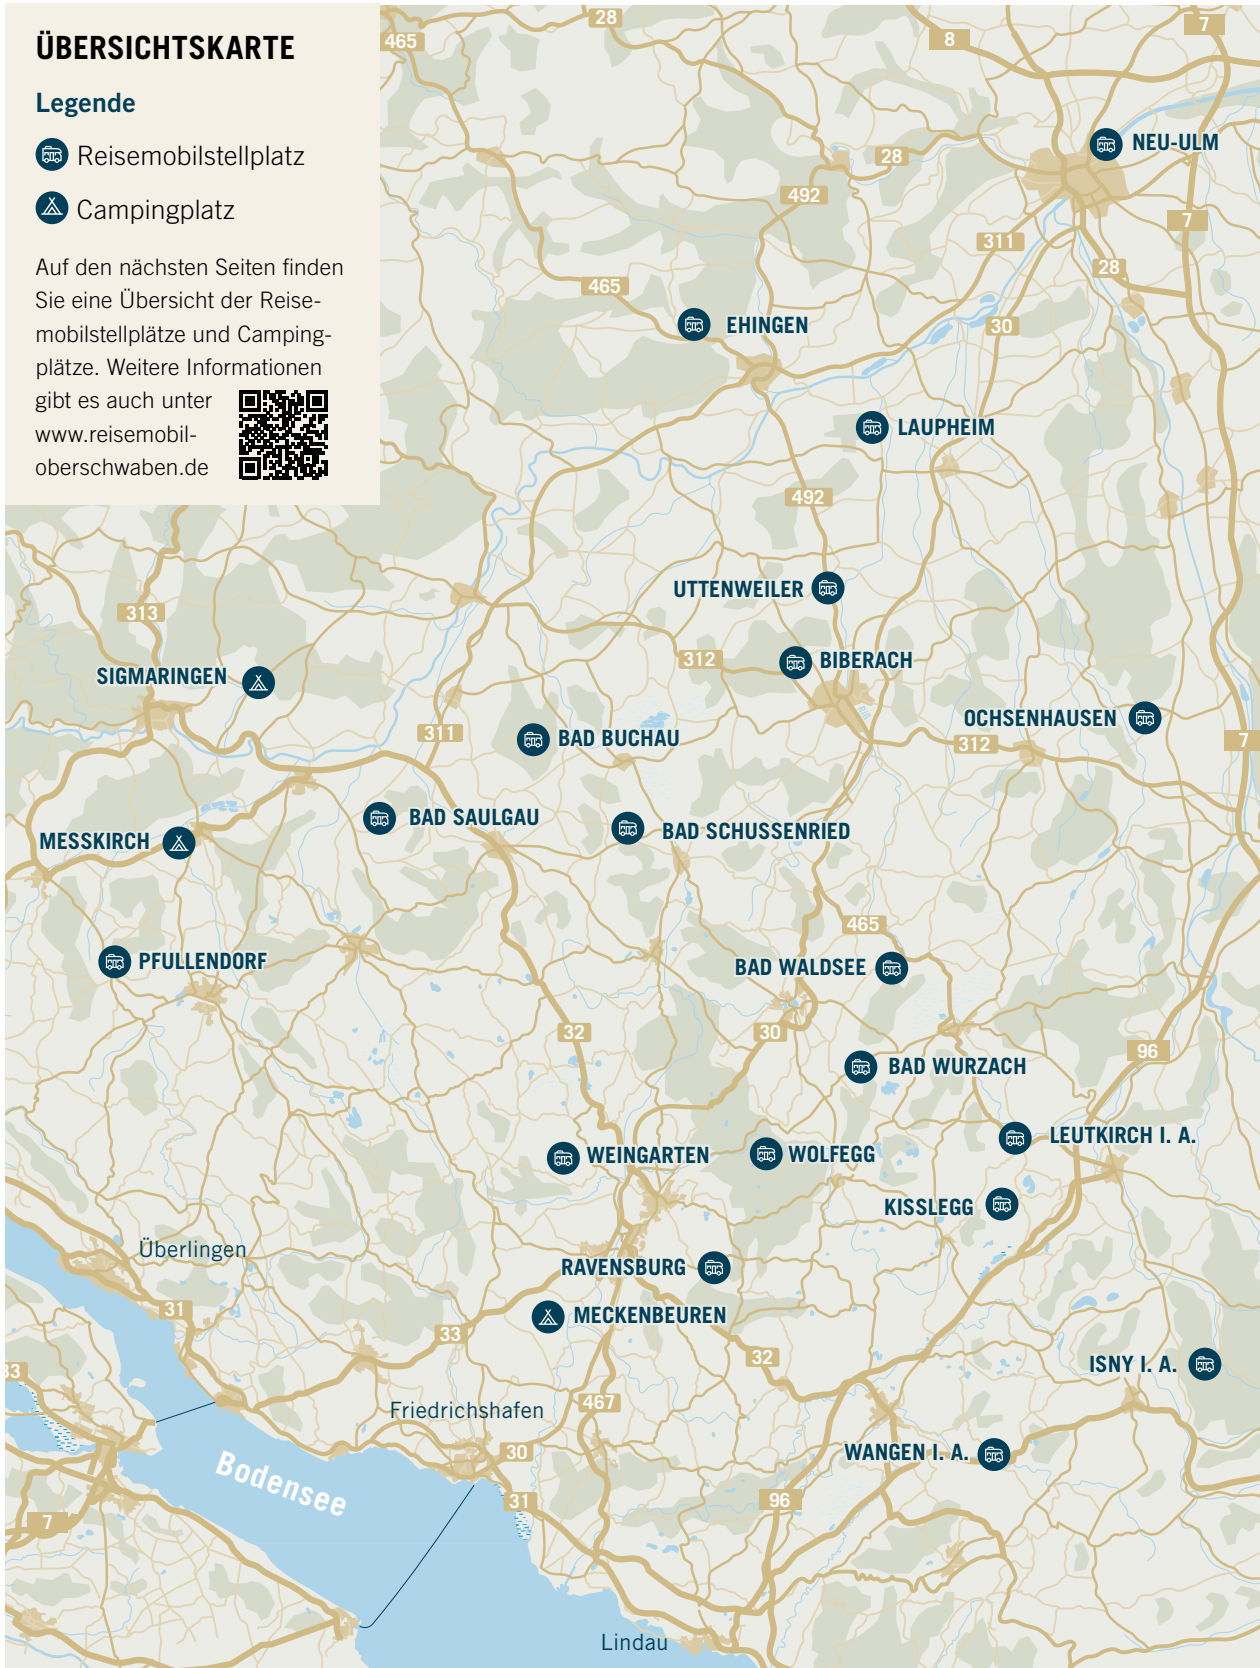 ÜBERSICHTSKARTE
Legende
Reisemobilstellplatz
Campingplatz
Auf den nächsten Seiten finden
Sie eine Übersicht der Reise-
mobilstellplätze und Camping-
plätze. Weitere Informationen
gibt es auch unter
www.reisemobil-
oberschwaben.de
28
465
8
7
NEU-ULM
28
492
7
311
28
465
30
EHINGEN
LAUPHEIM
492
UTTENWEILER
313
312
BIBERACH
SIGMARINGEN
OCHSENHAUSEN
311
BAD BUCHAU
312
7
BAD SAULGAU
BAD SCHUSSENRIED
MESSKIRCH
465
PFULLENDORF
BAD WALDSEE
32
30
96
BAD WURZACH
LEUTKIRCH I. A.
WEINGARTEN
WOLFEGG
KISSLEGG
Überlingen
RAVENSBURG
31
MECKENBEUREN
33
32
ISNY I. A.
33
467
Friedrichshafen
30
WANGEN I. A.
Bodensee
31
96
7
Lindau